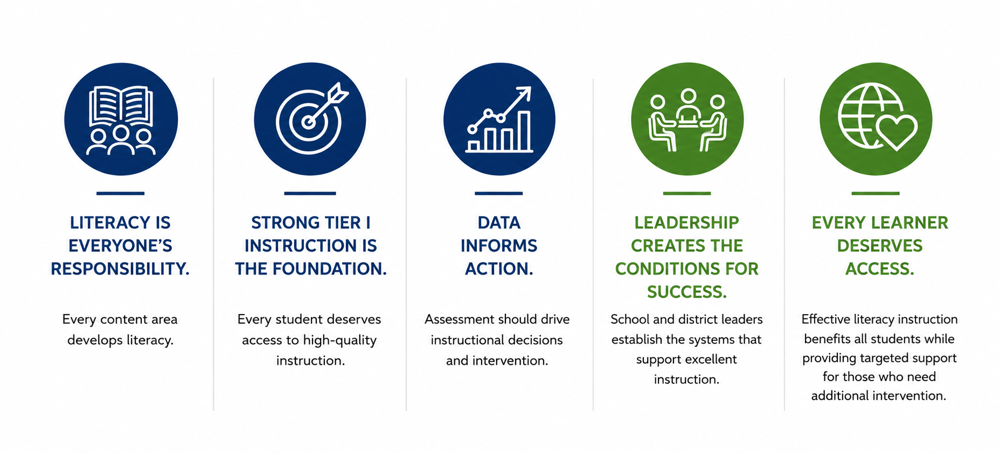 LITERACY IS
EVERYONE’S
RESPONSIBILITY.
Every content area
develops literacy.
STRONG TIER I
INSTRUCTION IS
THE FOUNDATION.
Every student deserves
access to high-quality
instruction.
DATA
INFORMS
ACTION.
Assessment should drive
instructional decisions
and intervention.
LEADERSHIP
CREATES THE
CONDITIONS FOR
SUCCESS.
School and district leaders
establish the systems that
support excellent
instruction.
EVERY LEARNER
DESERVES
ACCESS.
Effective literacy instruction
benefits all students while
providing targeted support
for those who need
additional intervention.